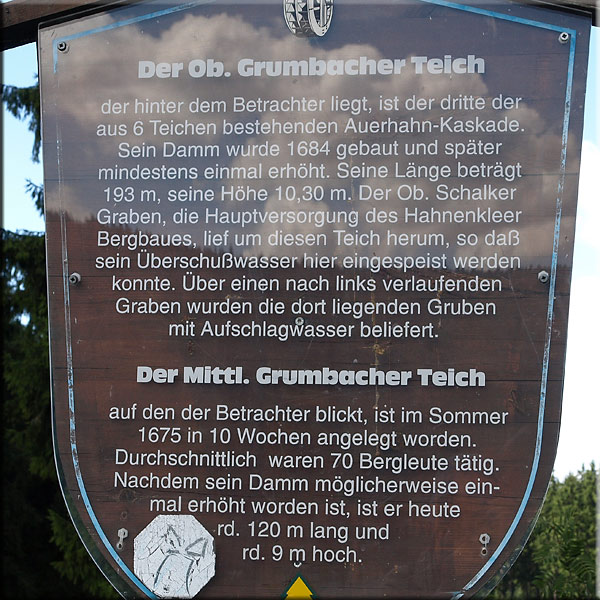 Der Ob. Grumbacher Teich
der hinter dem Betrachter liegt, ist der dritte der
aus 6 Teichen bestehenden Auerhahn-Kaskade.
Sein Damm wurde 1684 gebaut und später
mindestens einmal erhöht. Seine Länge beträgt
193 m, seine Höhe 10,30 m. Der Ob. Schalker
Graben, die Hauptversorgung des Hahnenkleer
Bergbaues, lief um diesen Teich herum, so daß
sein Überschußwasser hier eingespeist werden
konnte. Über einen nach links verlaufenden
Graben wurden die dort liegenden Gruben
mit Aufschlagwasser beliefert.
Der Mittl. Grumbacher Teich
auf den der Betrachter blickt, ist im Sommer
1675 in 10 Wochen angelegt worden.
Durchschnittlich waren 70 Bergleute tätig.
Nachdem sein Damm möglicherweise ein-
mal erhöht worden ist, ist er heute
rd. 120 m lang und
rd. 9 m hoch.